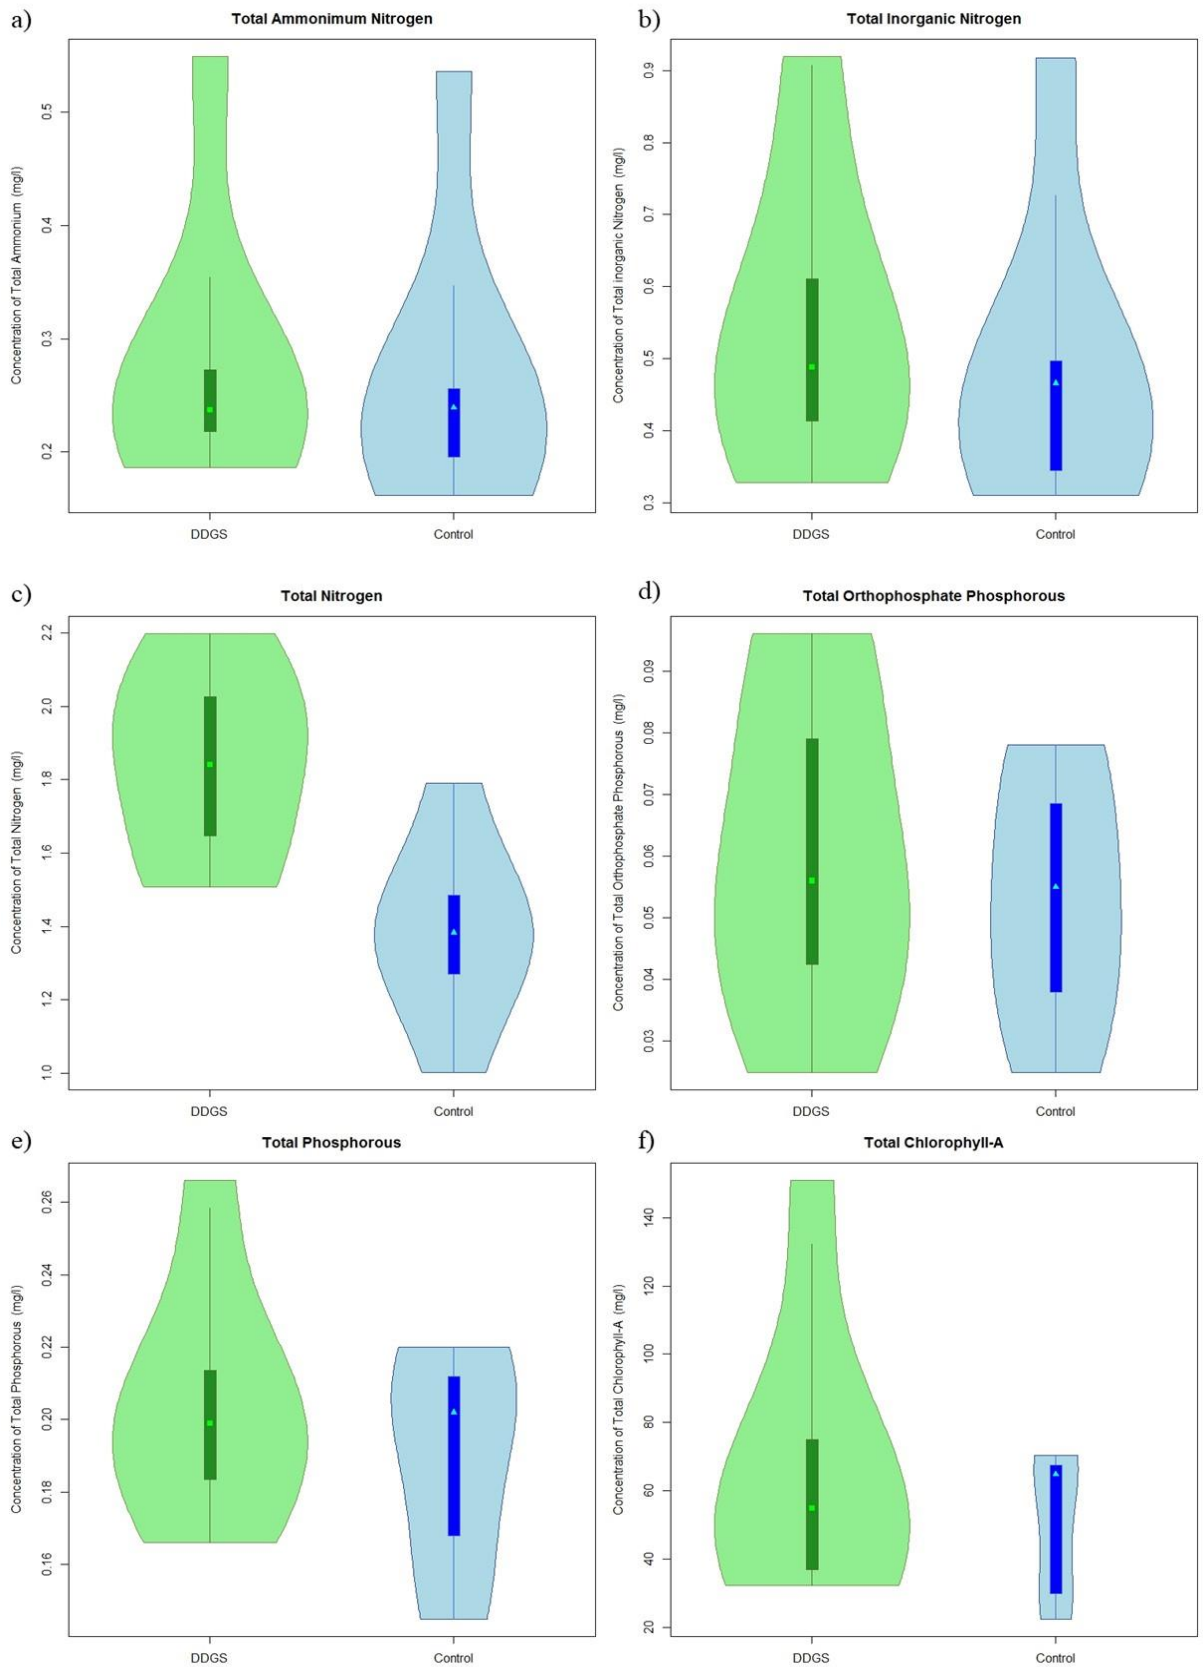 a)
Total Ammonimum Nitrogen
Concentration of Total Ammonium (mg/l)
0.5
0.4
0.3
0.2
DDGS
Control
b)
Total Inorganic Nitrogen
Concentration of Total inorganic Nitrogen (mg/l)
0.9
0.8
0.7
0.6
0.5
0.4
0.3
DDGS
Control
c)
Total Nitrogen
Concentration of Total Nitrogen (mg/l)
2.2
2.0
1.8
1.6
1.4
1.2
1.0
DDGS
Control
d)
Total Orthophosphate Phosphorous
Concentration of Total Orthophosphate Phosphorous (mg/l)
0.09
0.08
0.07
0.06
0.05
0.04
0.03
DDGS
Control
e)
Total Phosphorous
Concentration of Total Phosphorous (mg/l)
0.26
0.24
0.22
0.20
0.18
0.16
DDGS
Control
f)
Total Chlorophyll-A
Concentration of Total Chlorophyll-A (mg/l)
140
120
100
80
60
40
20
DDGS
Control